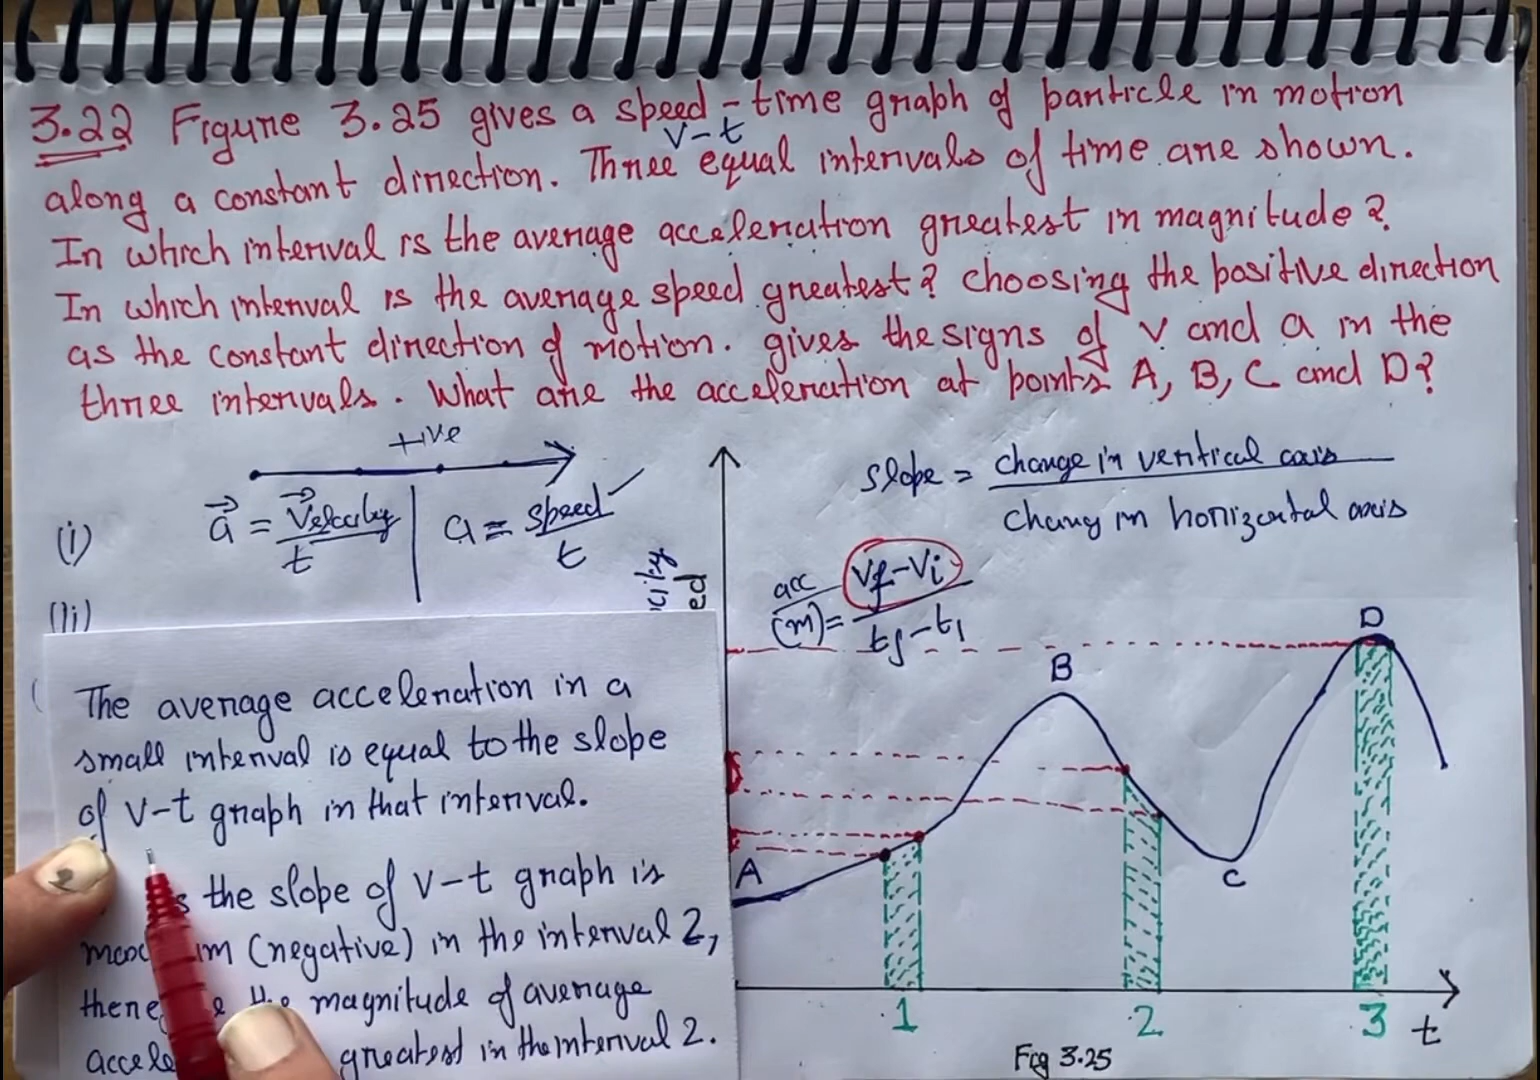 3.22 Figure 3.25 gives a speed-time graph of particle in motion
v-t
along a constant direction. Three equal intervals of time are shown.
In which interval is the average acceleration greatest in magnitude?
In which interval is the average speed greatest? Choosing the positive direction
as the constant direction of motion. gives the signs of v and a in the
three intervals. What are the acceleration at points A, B, C and D?
+ive
(i) a = Velocity / t | a = speed / t
(ii)
Slope = change in vertical axis
change in horizontal axis
acc (m) = Vf-Vi
tf-ti
The average acceleration in a
small interval is equal to the slope
of v-t graph in that interval.
the slope of v-t graph is
(negative) in the interval 2,
the magnitude of average
greatest in the interval 2.
D
B
A
C
1 2 3 t
Fig 3.25